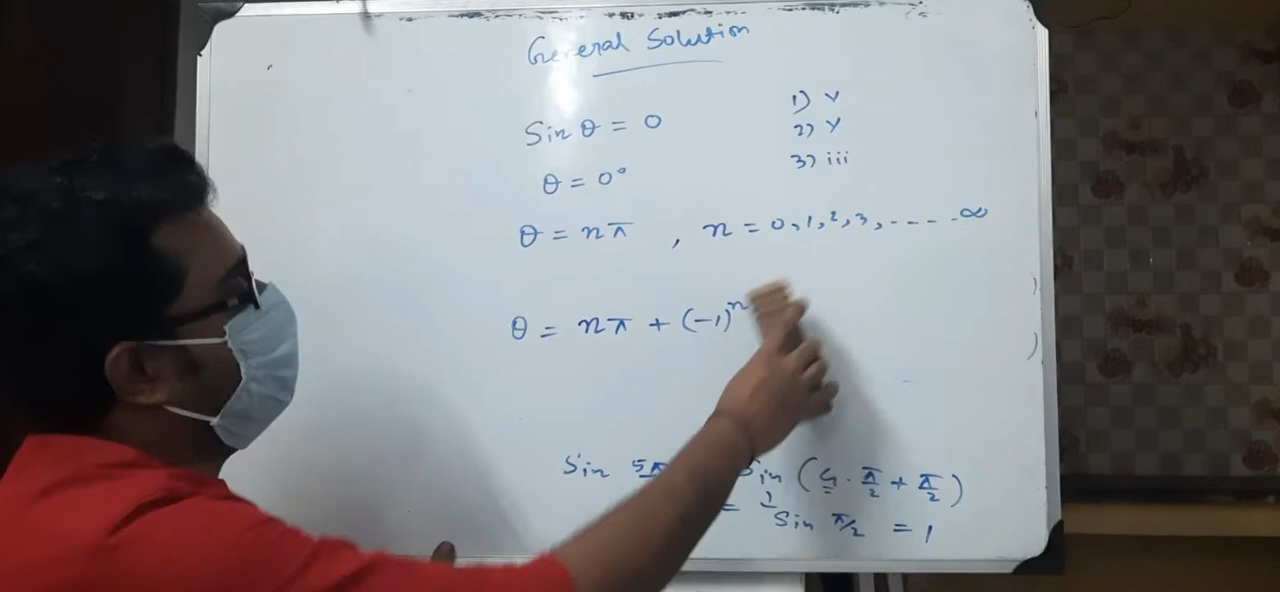 General Solution
Sin θ = 0
1) v
2) v
3) iii
θ = 0°
θ = nπ , n = 0, 1, 2, 3, ---- ∞
θ = nπ + (-1)ⁿ
Sin 5π Sin (4 · π/2 + π/2)
= Sin π/2 = 1